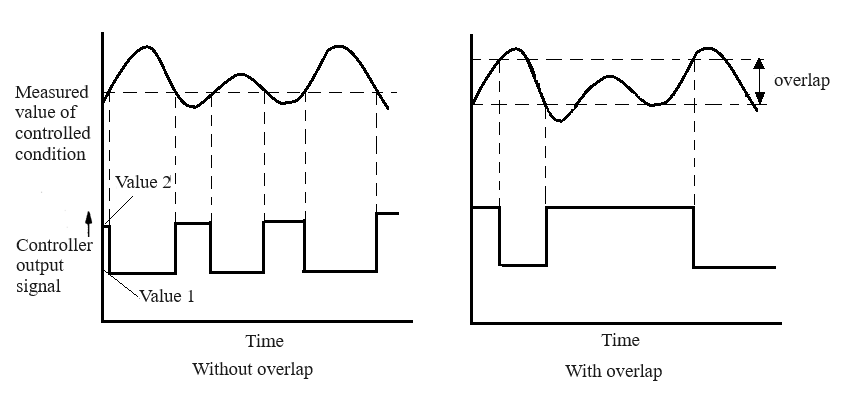 Measured
value of
controlled
condition
Value 2
Controller
output
signal
Value 1
Time
Without overlap
overlap
Time
With overlap